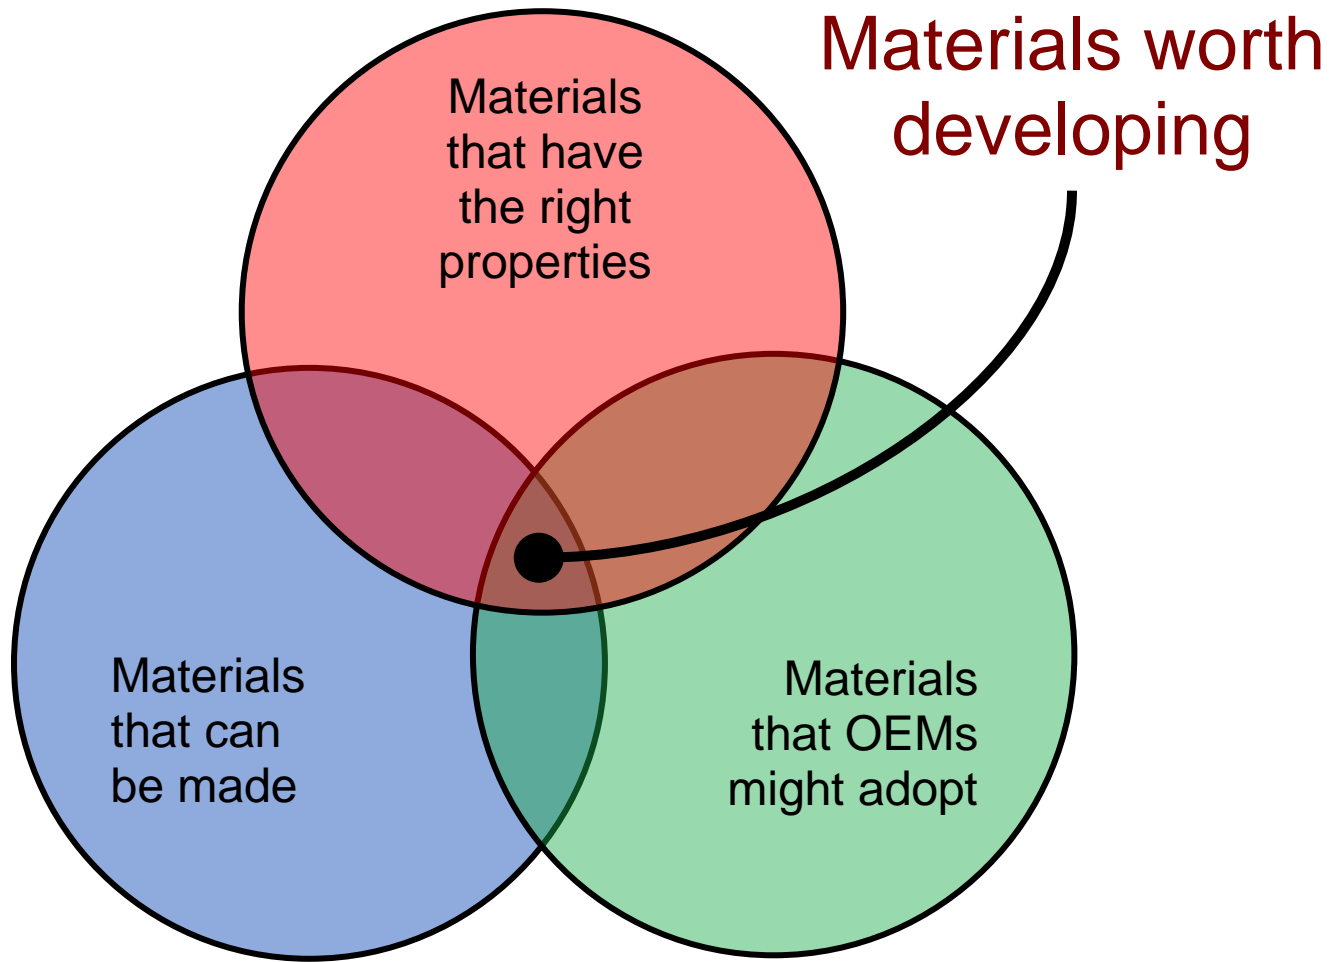 Materials worth
developing
Materials
that have
the right
properties
Materials
that can
be made
Materials
that OEMs
might adopt